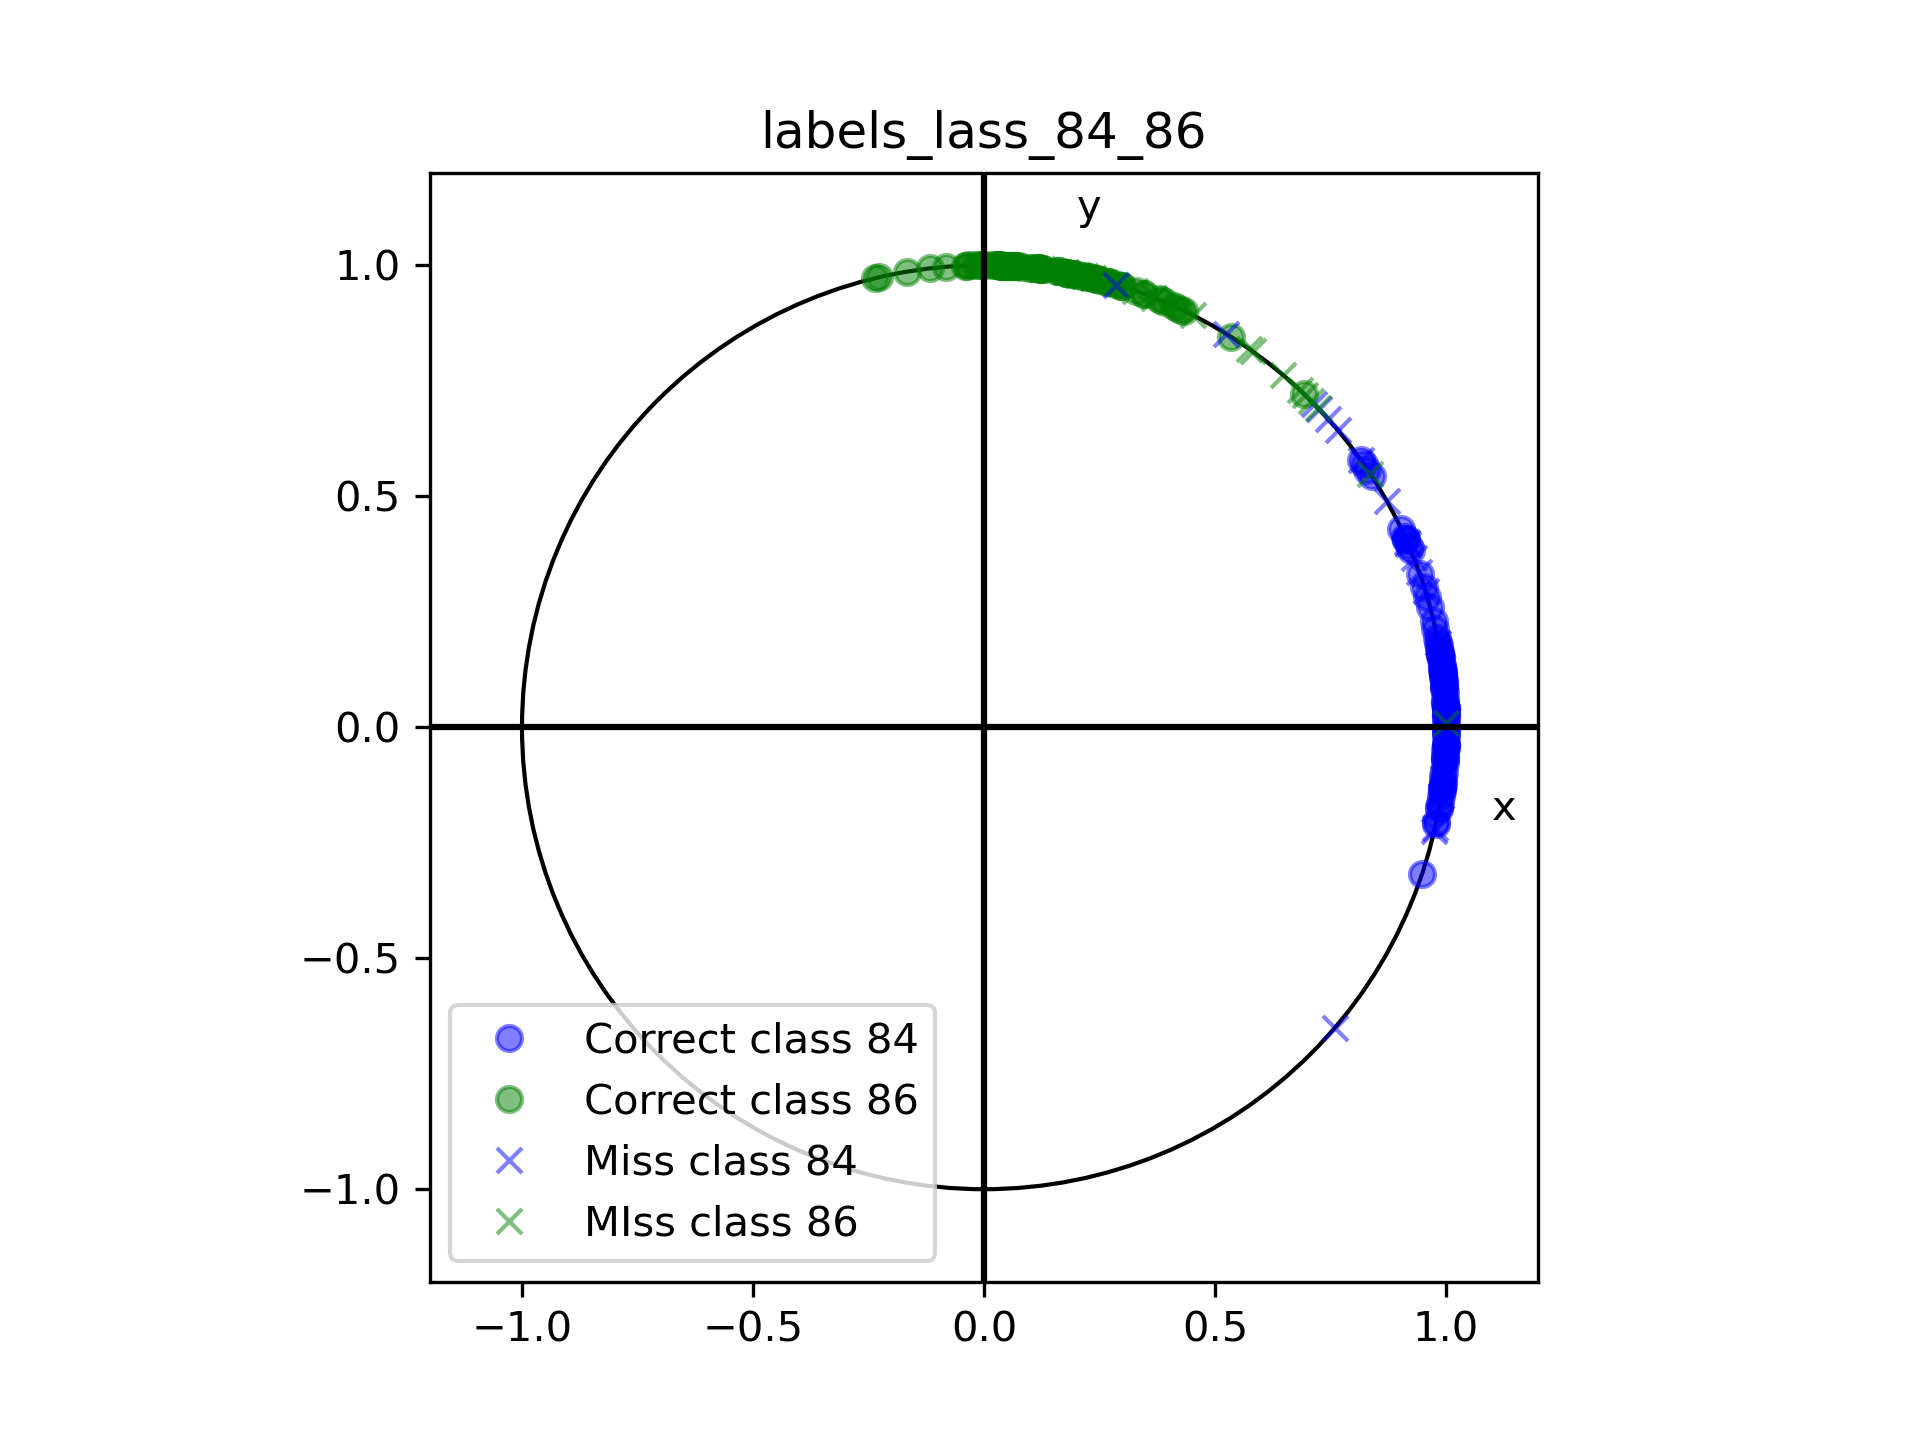 labels_lass_84_86
y
1.0
0.5
0.0
x
−0.5
−1.0
Correct class 84
Correct class 86
Miss class 84
MIss class 86
−1.0 −0.5 0.0 0.5 1.0